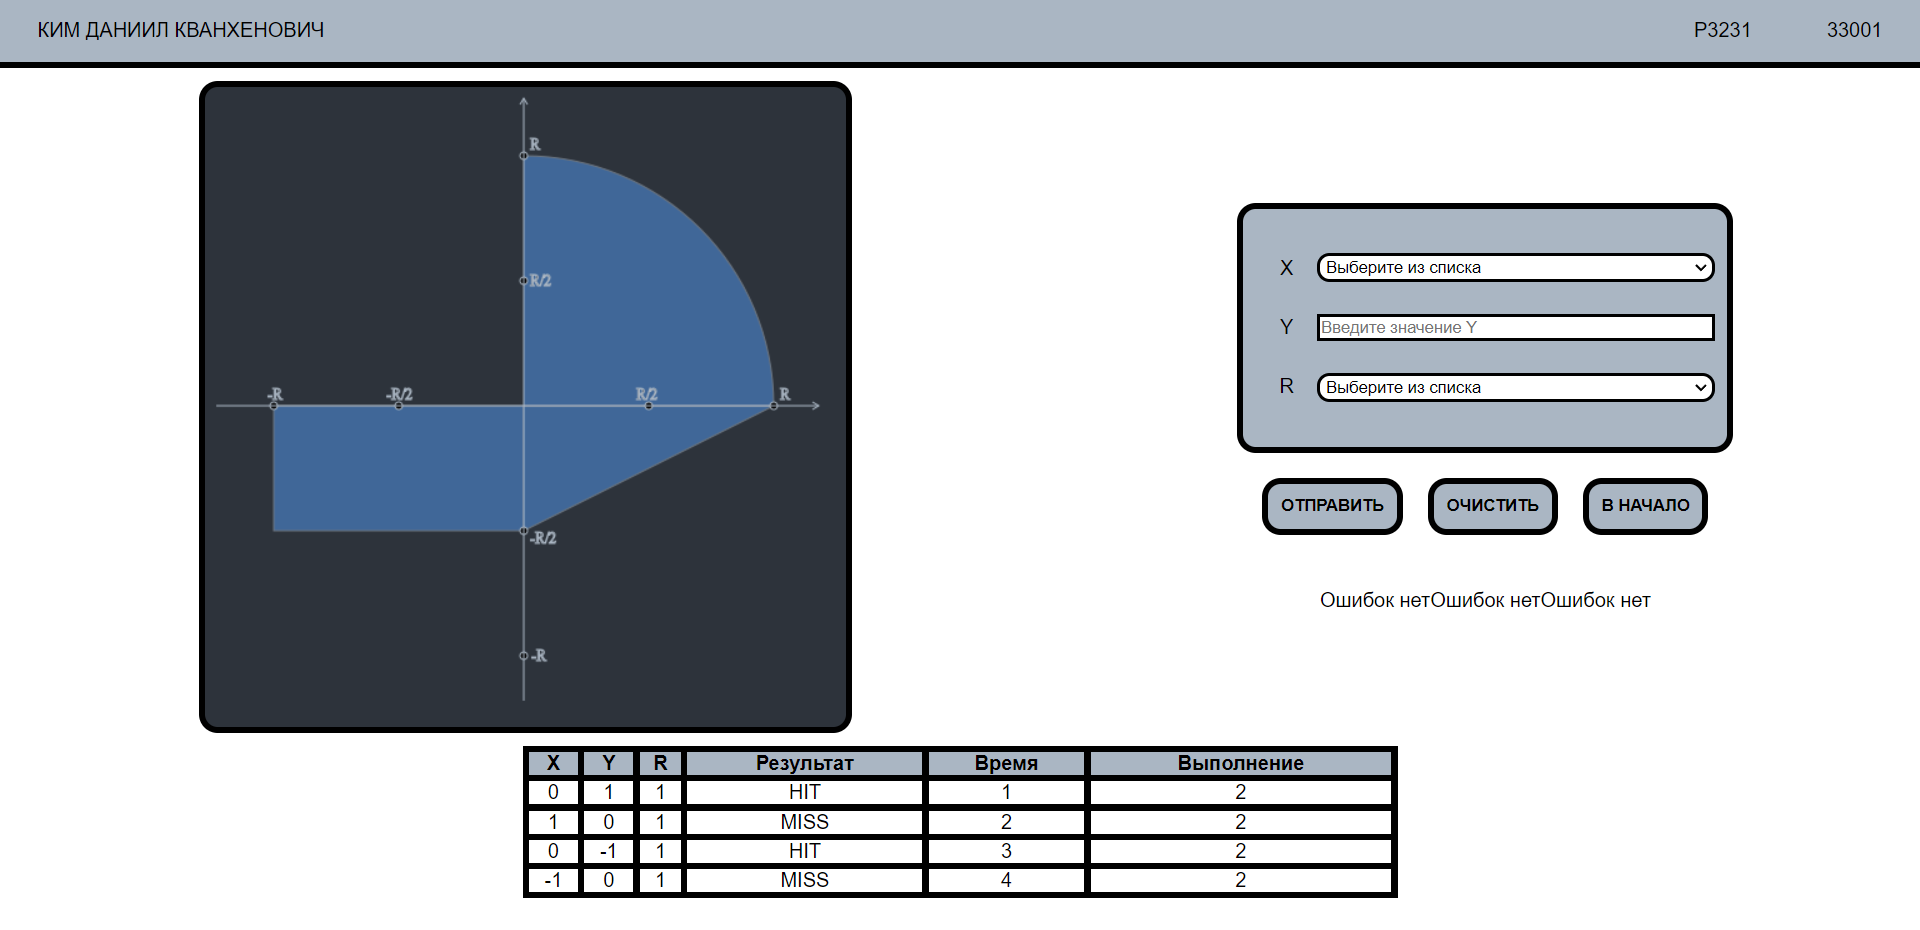 КИМ ДАНИИЛ КВАНХЕНОВИЧ P3231 33001
R
R/2
-R -R/2 R/2 R
-R/2
-R
X Выберите из списка
Y Введите значение Y
R Выберите из списка
ОТПРАВИТЬ ОЧИСТИТЬ В НАЧАЛО
Ошибок нетОшибок нетОшибок нет
X Y R Результат Время Выполнение
0 1 1 HIT 1 2
1 0 1 MISS 2 2
0 -1 1 HIT 3 2
-1 0 1 MISS 4 2